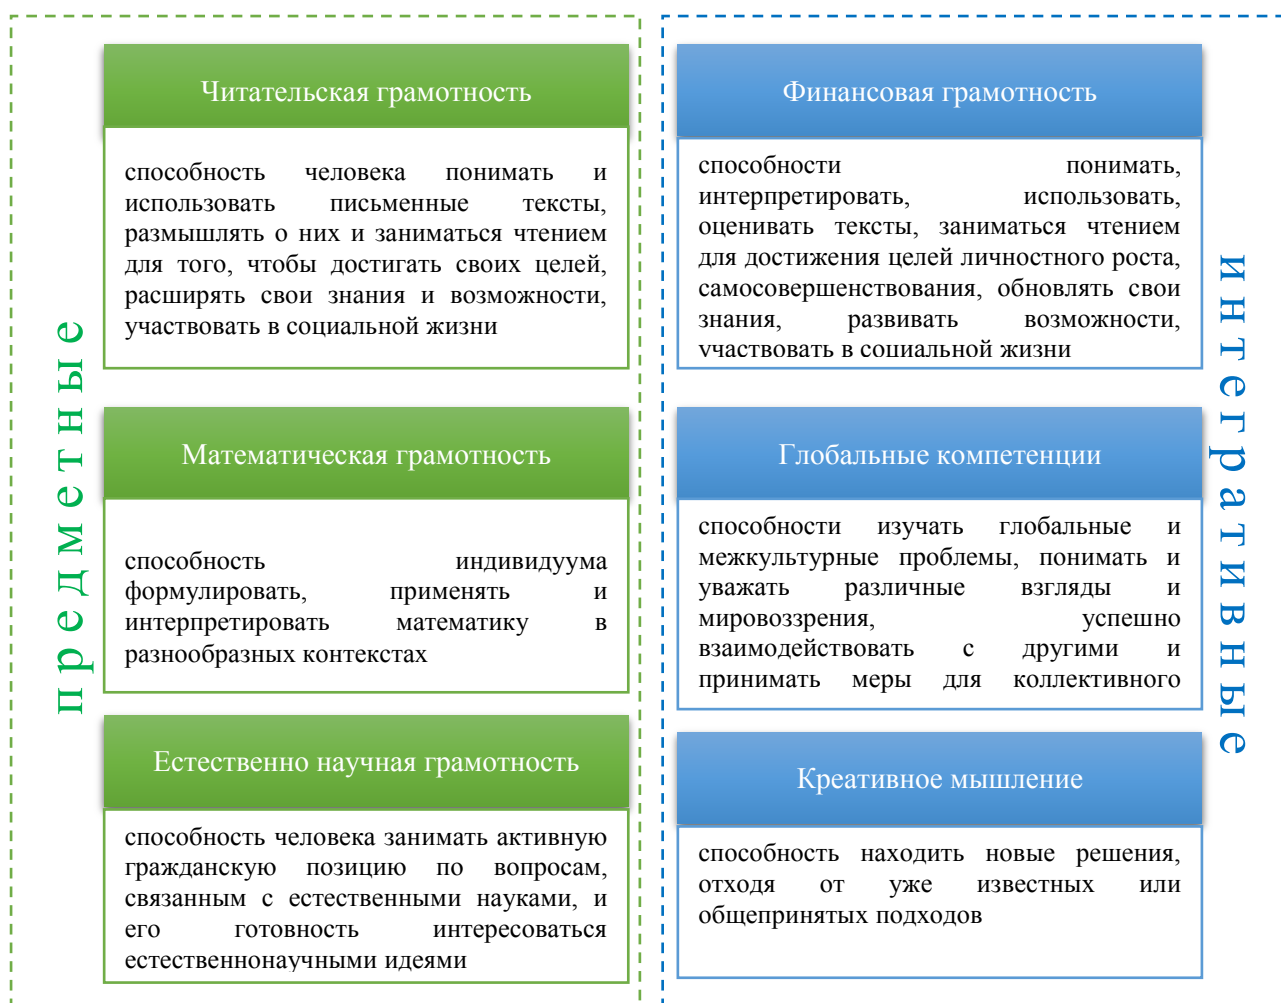 предметные
Читательская грамотность
способность человека понимать и
использовать письменные тексты,
размышлять о них и заниматься чтением
для того, чтобы достигать своих целей,
расширять свои знания и возможности,
участвовать в социальной жизни
Математическая грамотность
способность индивидуума
формулировать, применять и
интерпретировать математику в
разнообразных контекстах
Естественно научная грамотность
способность человека занимать активную
гражданскую позицию по вопросам,
связанным с естественными науками, и
его готовность интересоваться
естественнонаучными идеями
Финансовая грамотность
способности понимать,
интерпретировать, использовать,
оценивать тексты, заниматься чтением
для достижения целей личностного роста,
самосовершенствования, обновлять свои
знания, развивать возможности,
участвовать в социальной жизни
Глобальные компетенции
способности изучать глобальные и
межкультурные проблемы, понимать и
уважать различные взгляды и
мировоззрения, успешно
взаимодействовать с другими и
принимать меры для коллективного
Креативное мышление
способность находить новые решения,
отходя от уже известных или
общепринятых подходов
интегративные